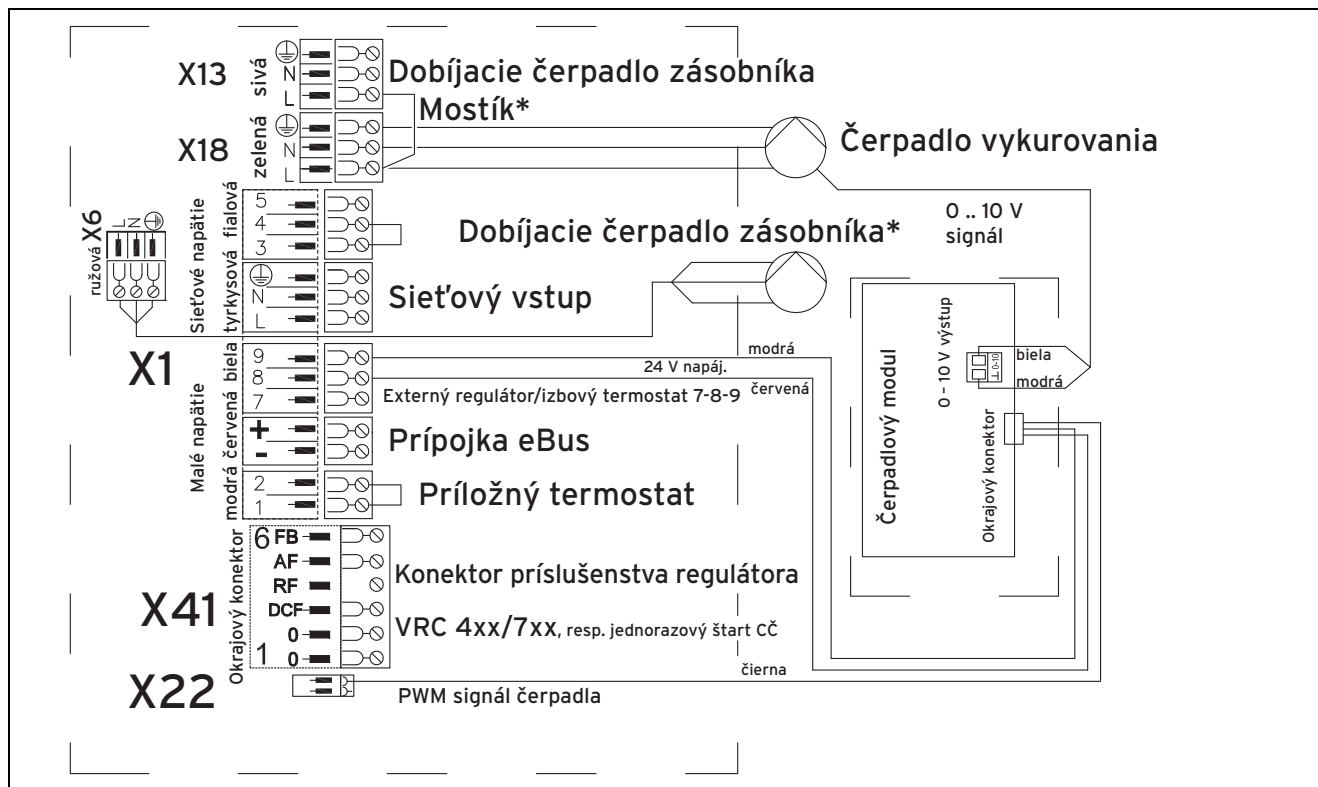 X13
sivá
N
L
Dobíjacie čerpadlo zásobníka
Mostík*
X18
zelená
N
L
Čerpadlo vykurovania
X6
ružová
L
N
Sieťové napätie
fialová
5
4
3
Dobíjacie čerpadlo zásobníka*
0 .. 10 V
signál
tyrkysová
N
L
Sieťový vstup
X1
Malé napätie
biela
9
8
7
modrá
24 V napáj.
Externý regulátor/izbový termostat 7-8-9
červená
červená
+
-
Prípojka eBus
modrá
2
1
Príložný termostat
Čerpadlový modul
0 - 10 V výstup
0-10
biela
modrá
Okrajový konektor
X41
Okrajový konektor
6 FB
AF
RF
DCF
0
1 0
Konektor príslušenstva regulátora
VRC 4xx/7xx, resp. jednorazový štart CČ
X22
čierna
PWM signál čerpadla